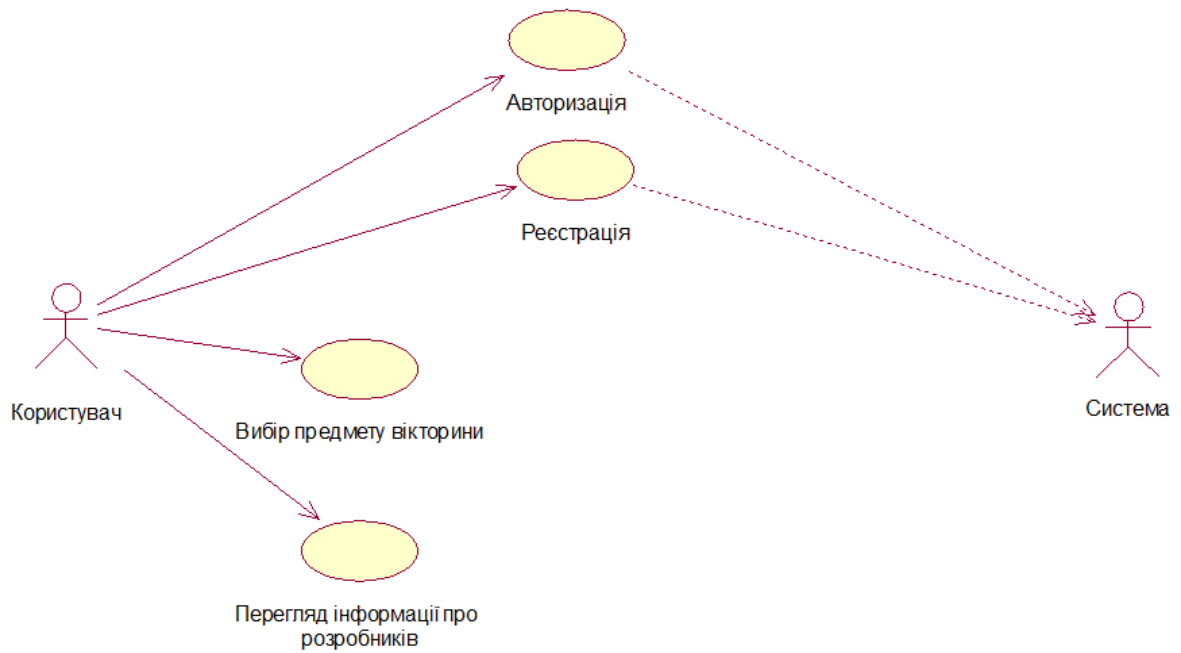 Авторизація
Реєстрація
Користувач
Система
Вибір предмету вікторини
Перегляд інформації про
розробників